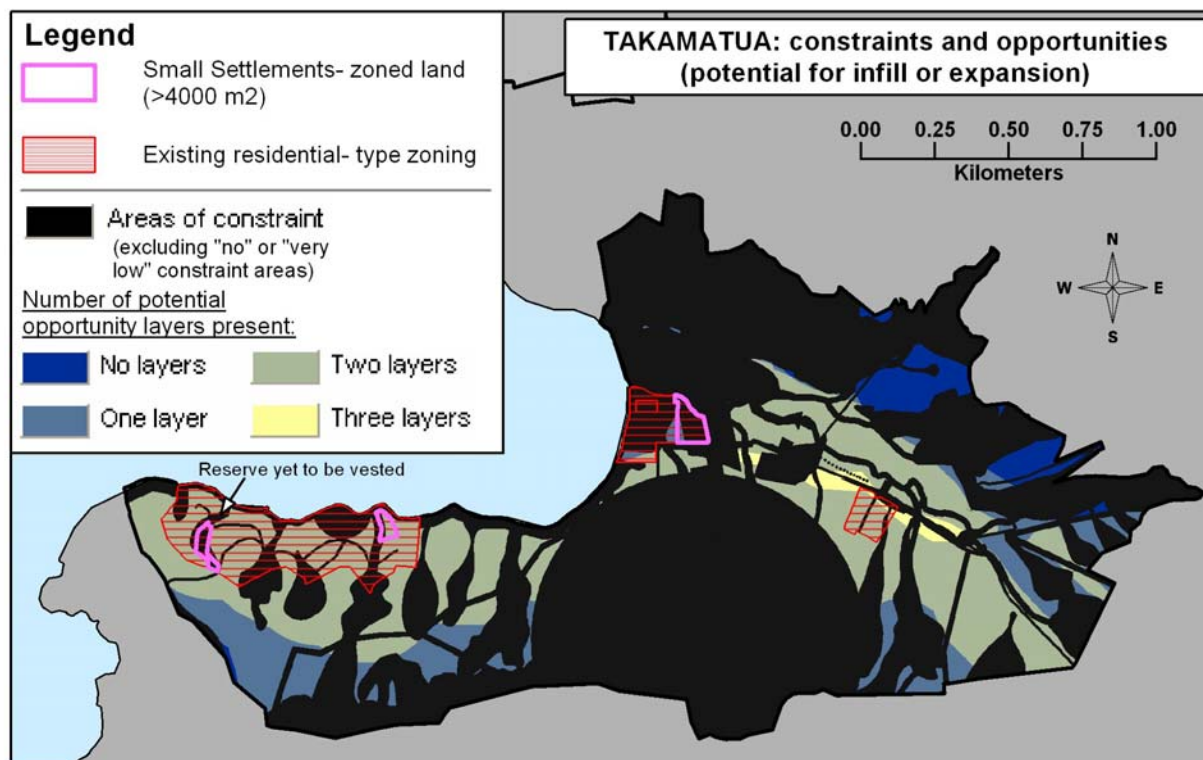 Legend
Small Settlements- zoned land
(>4000 m2)
Existing residential- type zoning
Areas of constraint
(excluding "no" or "very
low" constraint areas)
Number of potential
opportunity layers present:
No layers
Two layers
One layer
Three layers
TAKAMATUA: constraints and opportunities
(potential for infill or expansion)
0.00 0.25 0.50 0.75 1.00
Kilometers
N
W E
S
Reserve yet to be vested